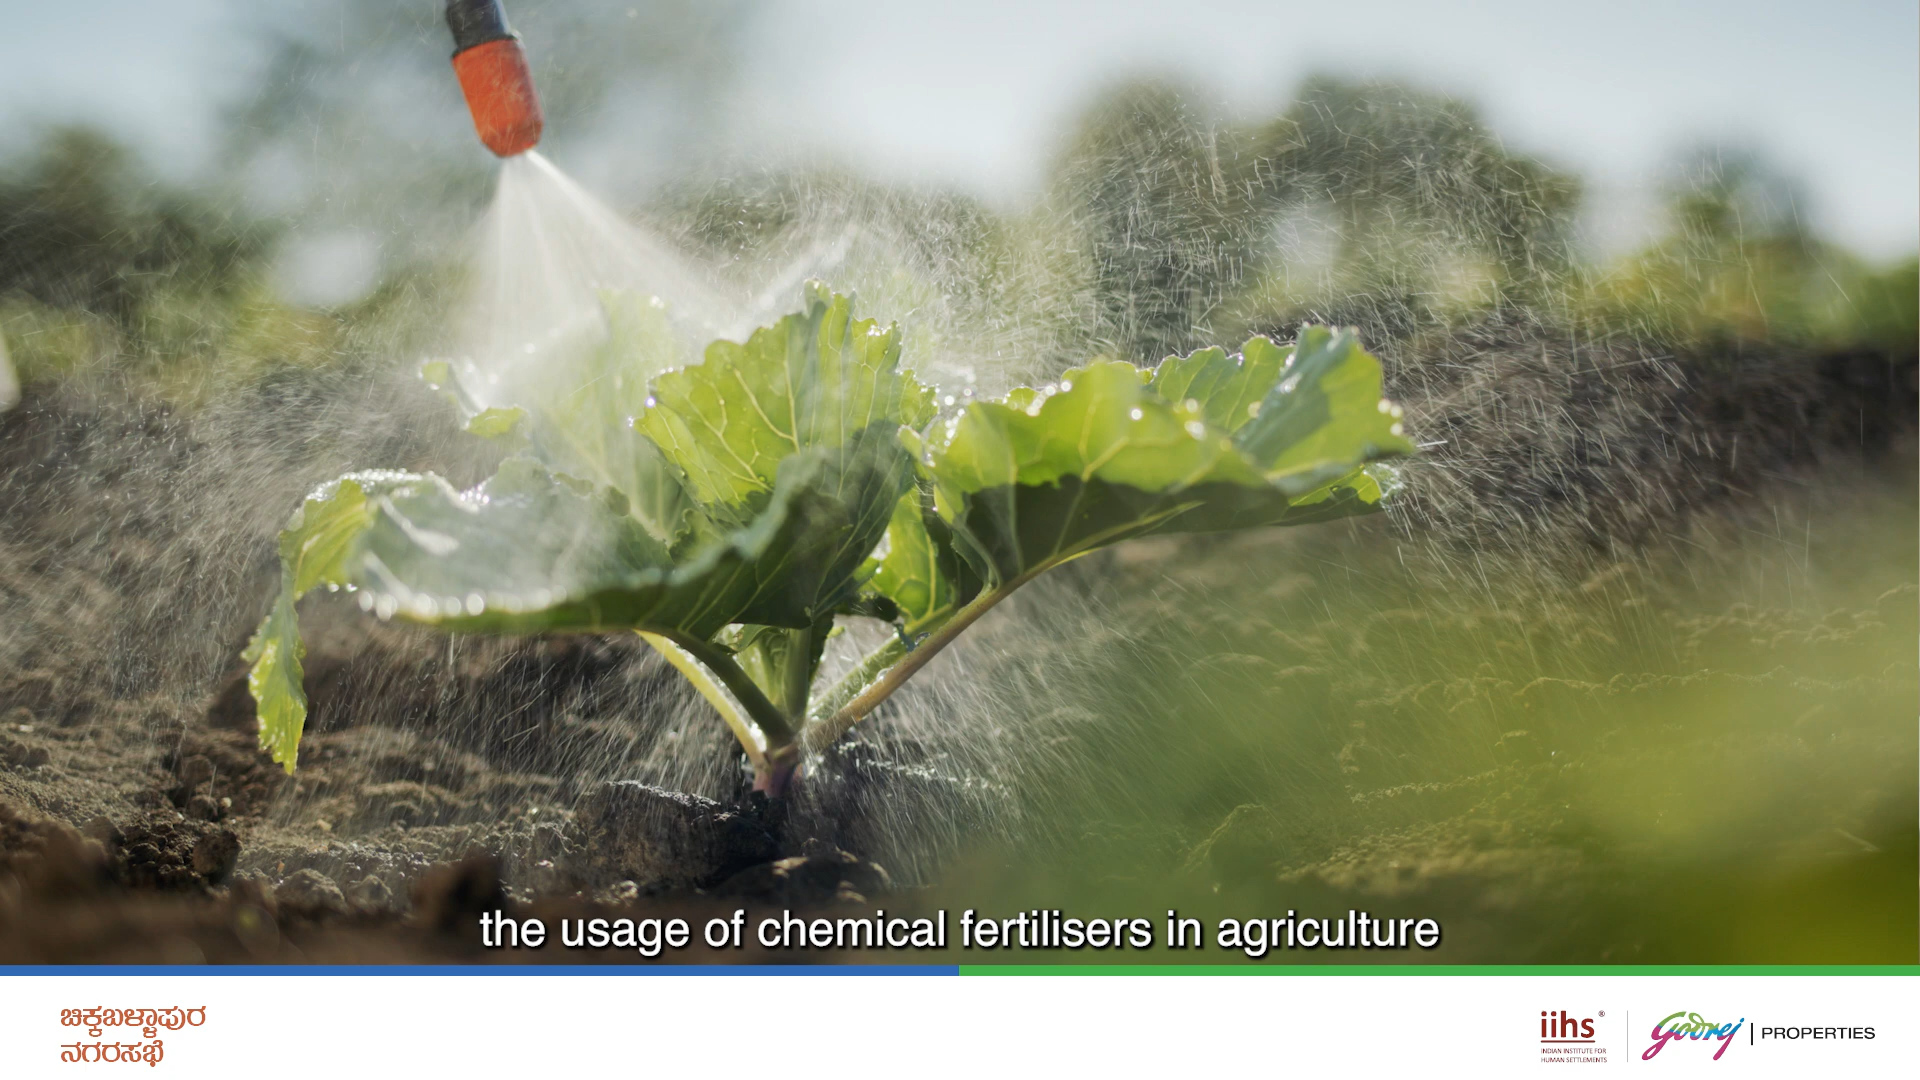 the usage of chemical fertilisers in agriculture
ಚಿಕ್ಕಬಳ್ಳಾಪುರ
ನಗರಸಭೆ
iihs®
INDIAN INSTITUTE FOR
HUMAN SETTLEMENTS
Godrej | PROPERTIES